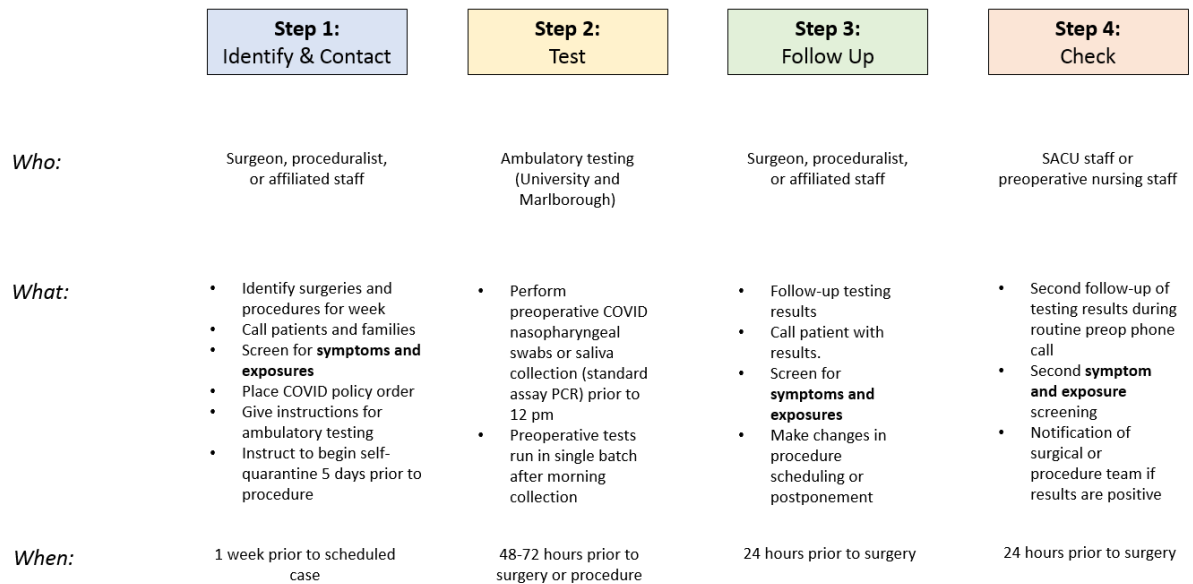 Step 1:
Identify & Contact
Step 2:
Test
Step 3:
Follow Up
Step 4:
Check
Who:
Surgeon, proceduralist,
or affiliated staff
Ambulatory testing
(University and
Marlborough)
Surgeon, proceduralist,
or affiliated staff
SACU staff or
preoperative nursing staff
What:
• Identify surgeries and
procedures for week
• Call patients and families
• Screen for symptoms and
exposures
• Place COVID policy order
• Give instructions for
ambulatory testing
• Instruct to begin self-
quarantine 5 days prior to
procedure
• Perform
preoperative COVID
nasopharyngeal
swabs or saliva
collection (standard
assay PCR) prior to
12 pm
• Preoperative tests
run in single batch
after morning
collection
• Follow-up testing
results
• Call patient with
results.
• Screen for
symptoms and
exposures
• Make changes in
procedure
scheduling or
postponement
• Second follow-up of
testing results during
routine preop phone
call
• Second symptom
and exposure
screening
• Notification of
surgical or
procedure team if
results are positive
When:
1 week prior to scheduled
case
48-72 hours prior to
surgery or procedure
24 hours prior to surgery
24 hours prior to surgery